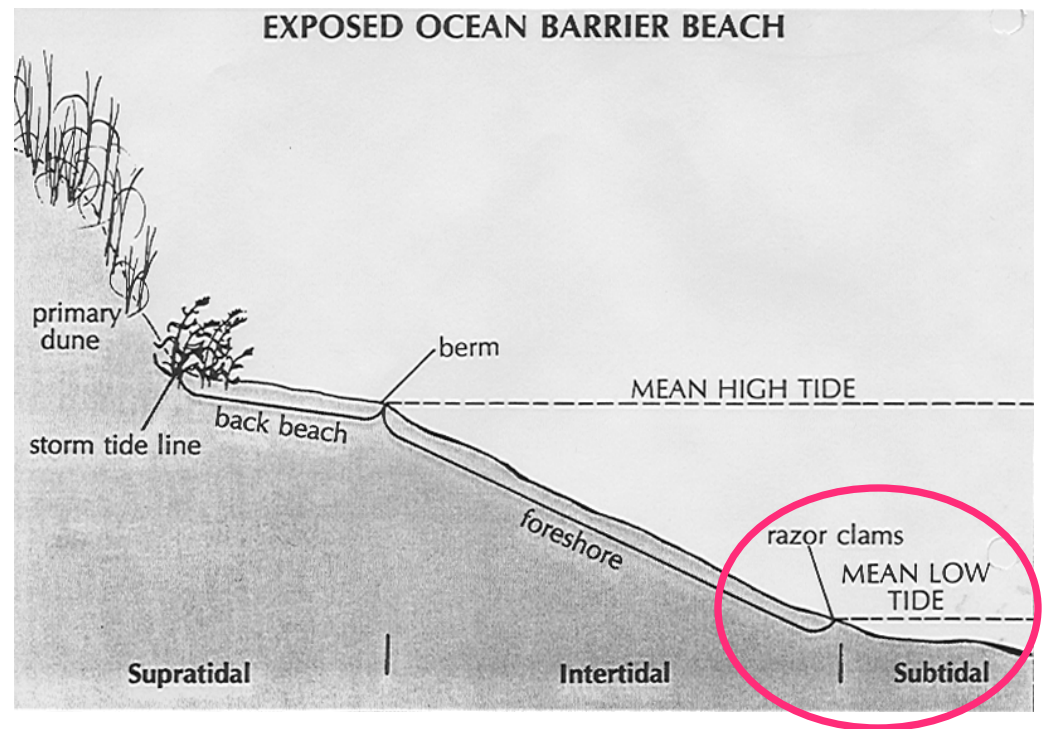 EXPOSED OCEAN BARRIER BEACH
primary
dune
berm
MEAN HIGH TIDE
back beach
storm tide line
foreshore
razor clams
MEAN LOW
TIDE
Supratidal
Intertidal
Subtidal